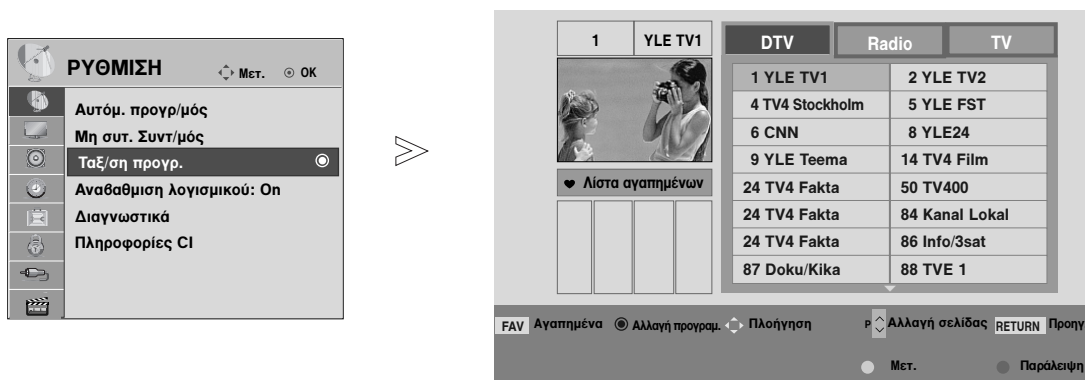 ΡΥΘΜΙΣΗ Μετ. OK
Αυτόμ. προγρ/μός
Μη συτ. Συντ/μός
Ταξ/ση προγρ.
Αναβαθμιση λογισμικού: On
Διαγνωστικά
Πληροφορίες CI
1 YLE TV1
Λίστα αγαπημένων
DTV Radio TV
1 YLE TV1 2 YLE TV2
4 TV4 Stockholm 5 YLE FST
6 CNN 8 YLE24
9 YLE Teema 14 TV4 Film
24 TV4 Fakta 50 TV400
24 TV4 Fakta 84 Kanal Lokal
24 TV4 Fakta 86 Info/3sat
87 Doku/Kika 88 TVE 1
FAV Αγαπημένα Αλλαγή προγραμ. Πλοήγηση P Αλλαγή σελίδας RETURN Προηγ
Μετ. Παράλειψη